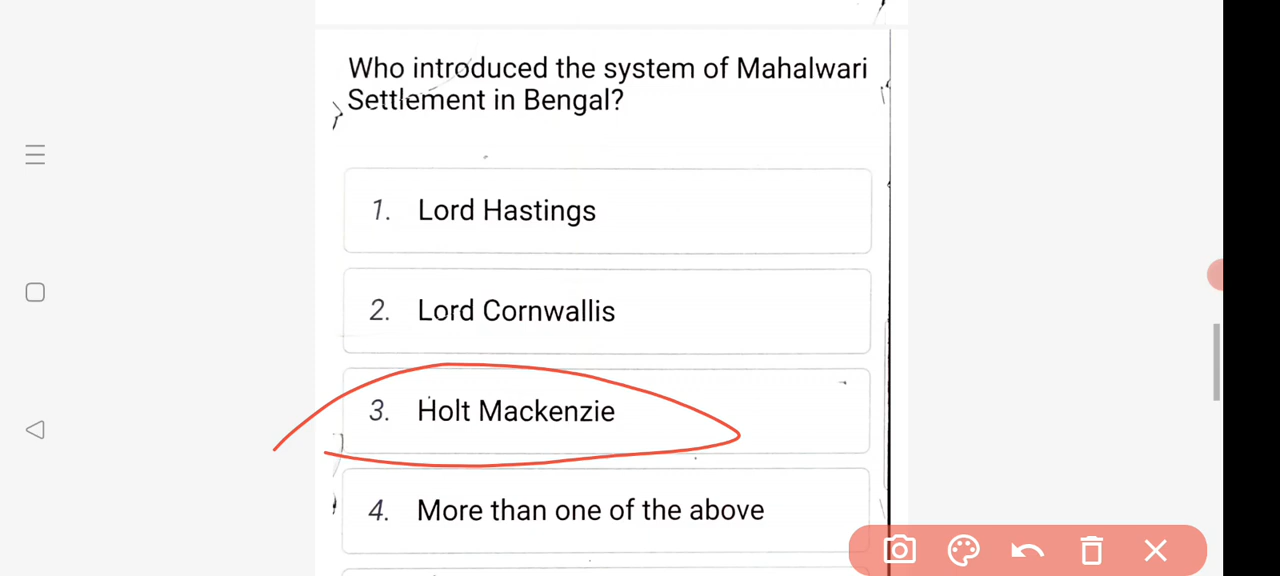 Who introduced the system of Mahalwari
Settlement in Bengal?
1. Lord Hastings
2. Lord Cornwallis
3. Holt Mackenzie
4. More than one of the above